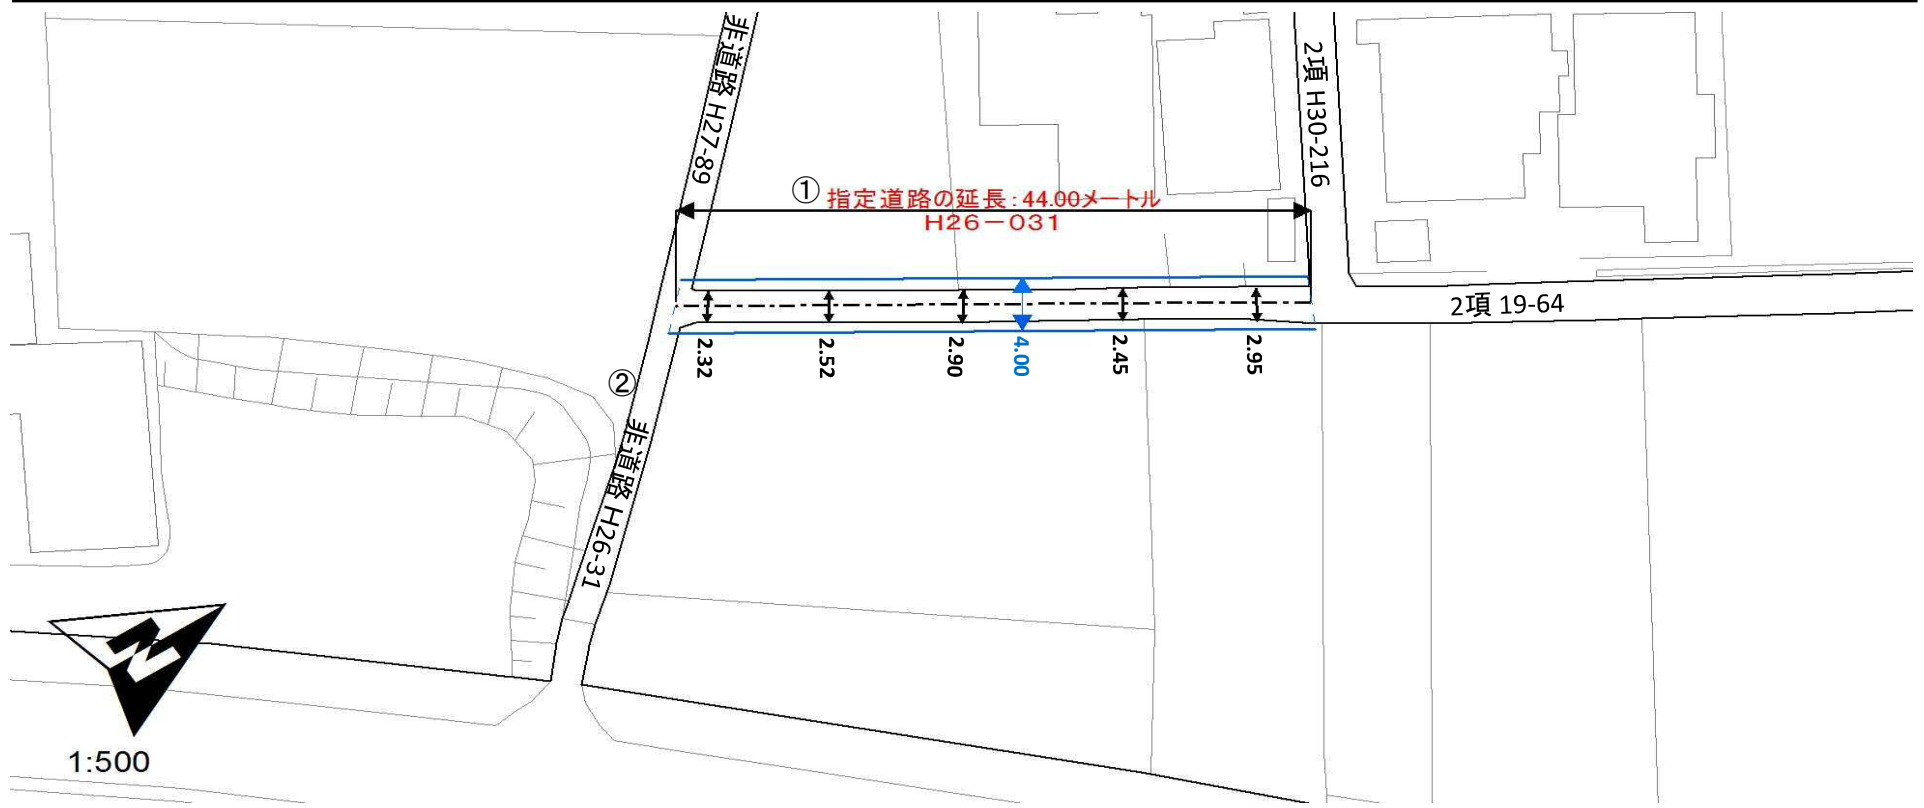 非道路 H27-89
2項 H30-216
① 指定道路の延長:44.00メートル
H26-031
2項 19-64
2.32
2.52
2.90
4.00
2.45
2.95
②
非道路 H26-31
N
1:500